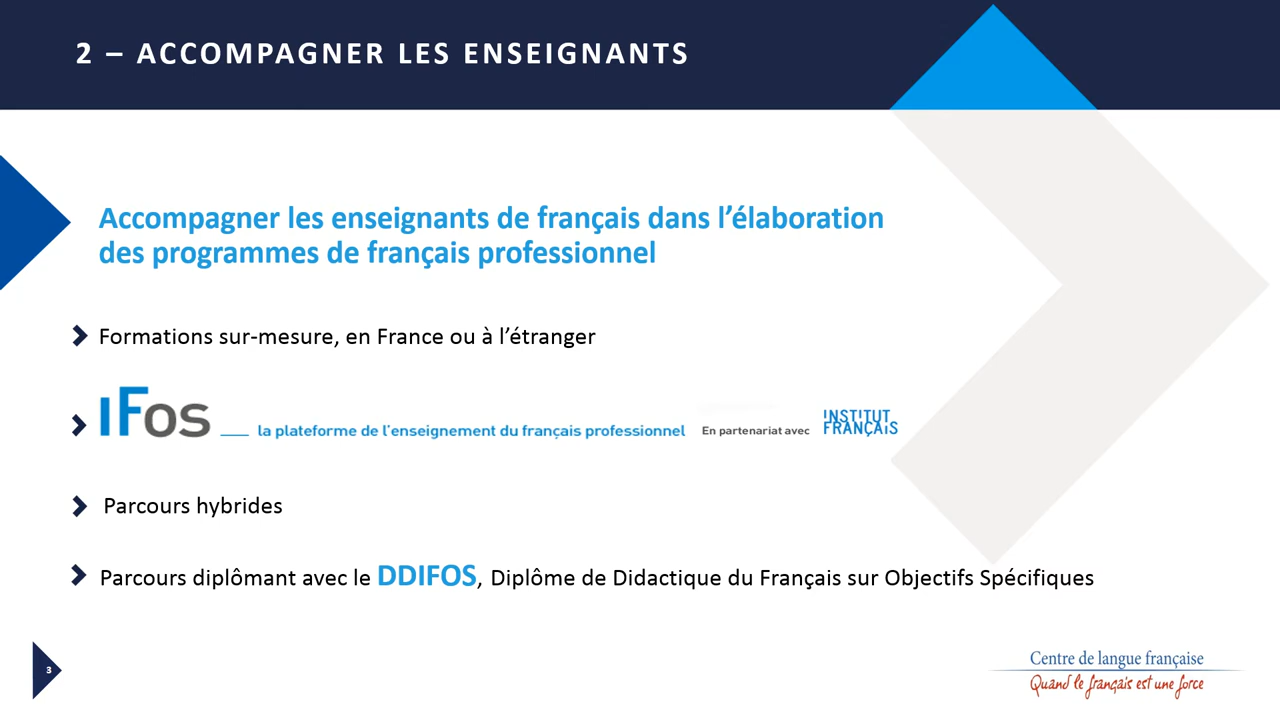 2 – ACCOMPAGNER LES ENSEIGNANTS
Accompagner les enseignants de français dans l’élaboration
des programmes de français professionnel
Formations sur-mesure, en France ou à l’étranger
IFos la plateforme de l'enseignement du français professionnel En partenariat avec INSTITUT FRANÇAIS
Parcours hybrides
Parcours diplômant avec le DDIFOS, Diplôme de Didactique du Français sur Objectifs Spécifiques
3
Centre de langue française
Quand le français est une force